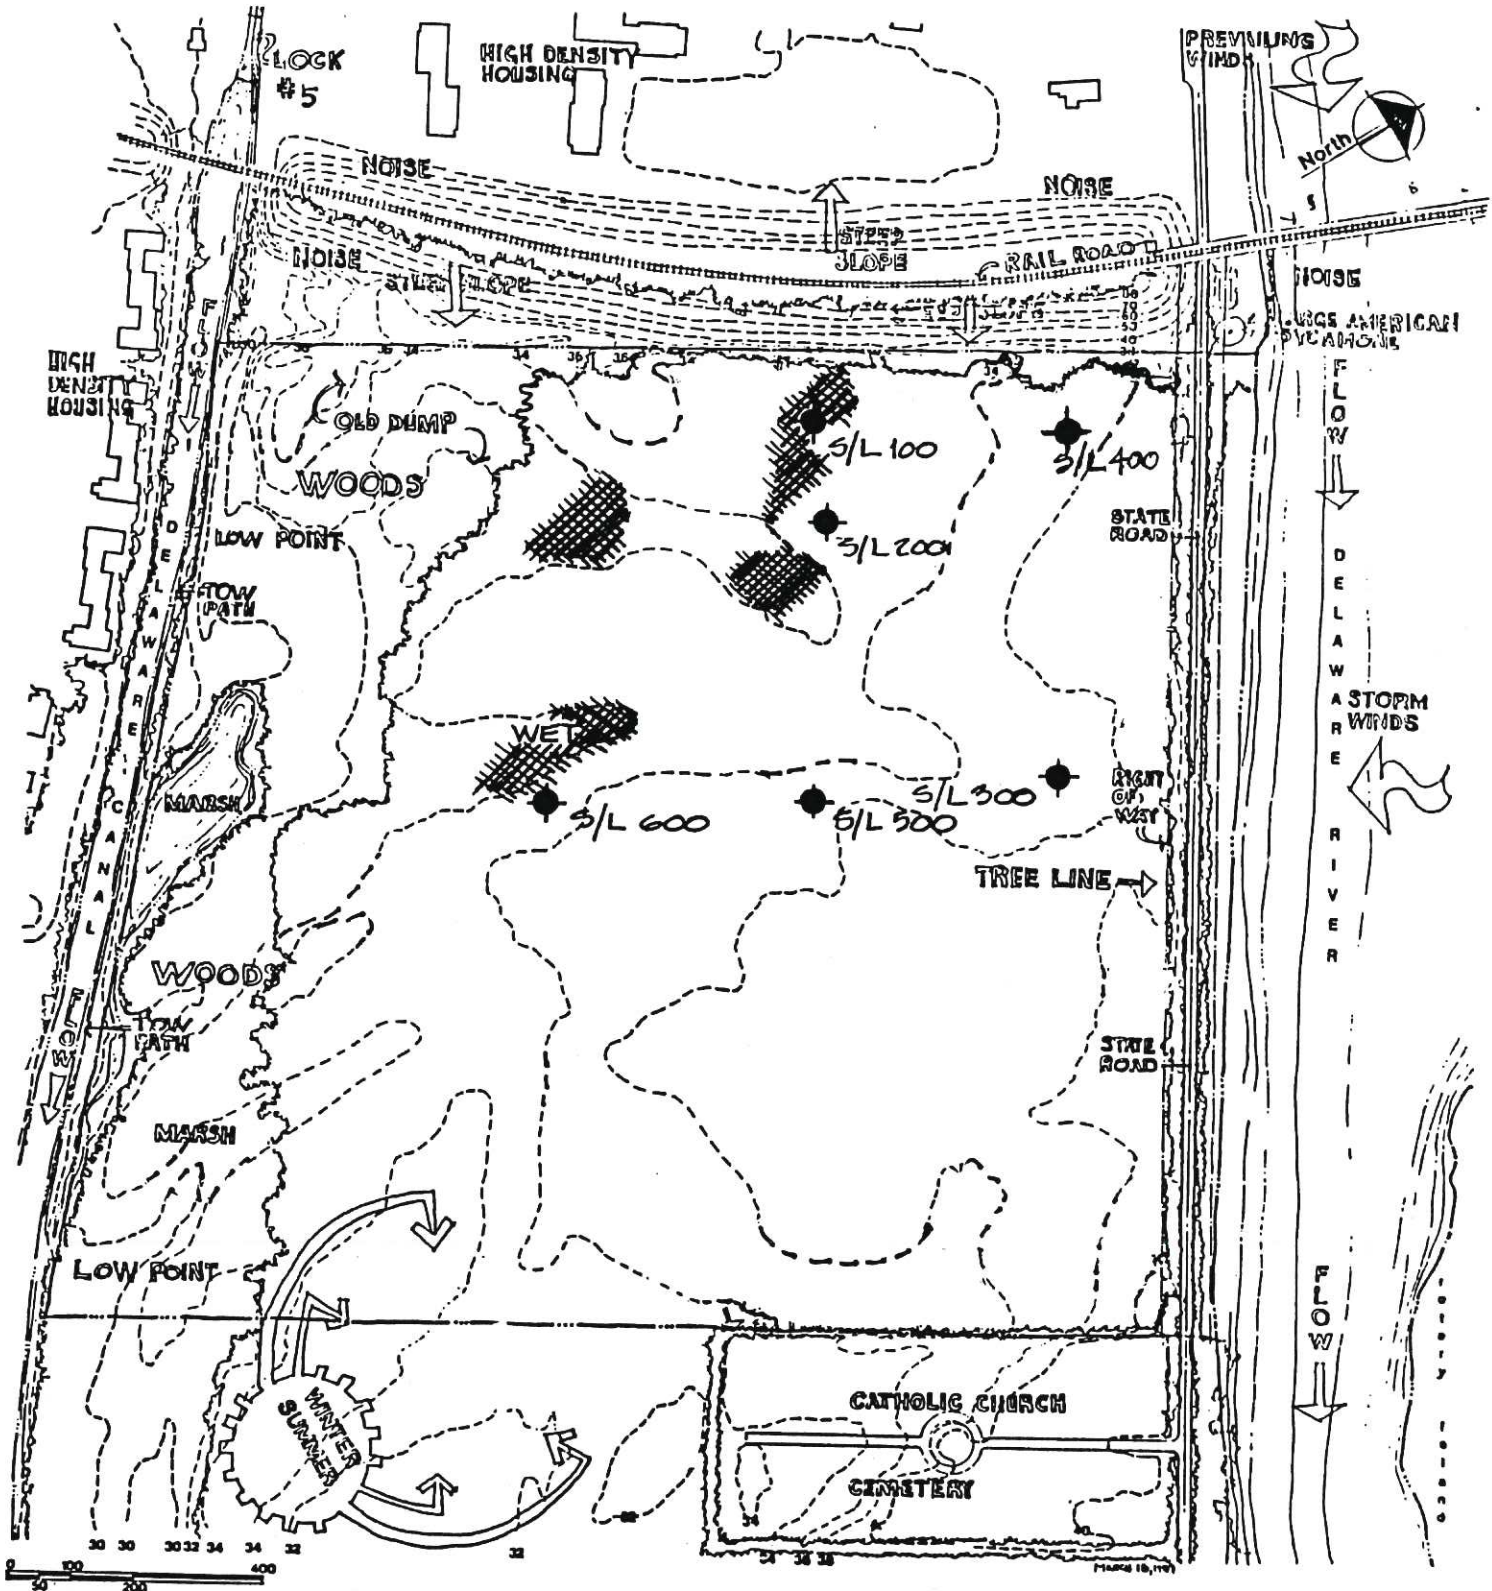 LOCK
#5
HIGH DENSITY
HOUSING
PREVAILING
WINDS
North
NOISE
NOISE
NOISE
STEEP
SLOPE
RAIL ROAD
STEEP SLOPE
NOISE
LARGE AMERICAN
SYCAMORE
FLOW
FLOW
HIGH
DENSITY
HOUSING
OLD DUMP
WOODS
S/L 100
S/L 400
LOW POINT
STATE
ROAD
S/L 200
DELAWARE CANAL
DELAWARE RIVER
TOW
PATH
STORM
WINDS
WET
MARSH
S/L 300
RIGHT
OF
WAY
S/L 600
S/L 500
TREE LINE
WOODS
FLOW
TOW
PATH
STATE
ROAD
MARSH
LOW POINT
FLOW
WINTER
SUMMER
CATHOLIC CHURCH
CEMETERY
30 30 30 32 34 34 32 32
0 50 100 200 400